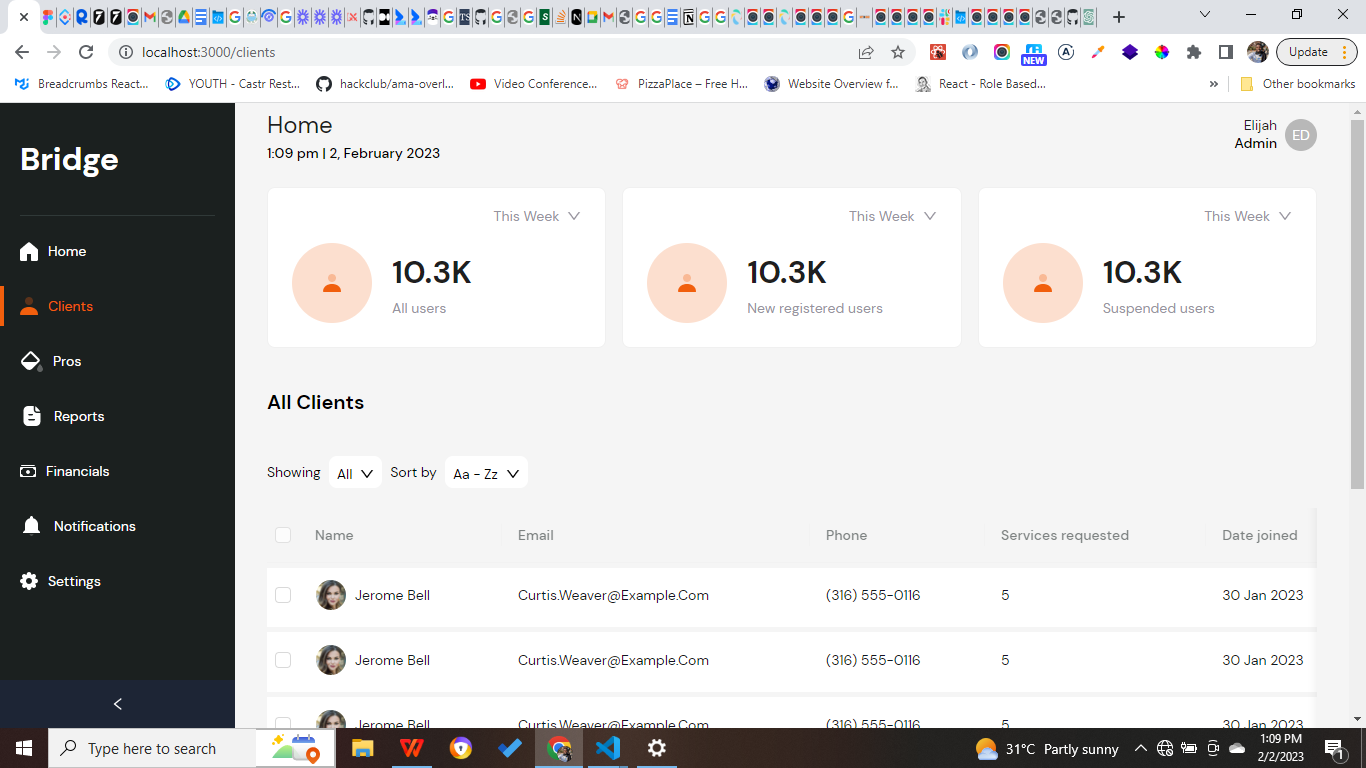 localhost:3000/clients
NEW
Update
Breadcrumbs React...
YOUTH - Castr Rest...
hackclub/ama-overl...
Video Conference...
PizzaPlace – Free H...
Website Overview f...
React - Role Based...
»
Other bookmarks
Bridge
Home
Clients
Pros
Reports
Financials
Notifications
Settings
Home
1:09 pm | 2, February 2023
Elijah
Admin
ED
This Week
10.3K
All users
This Week
10.3K
New registered users
This Week
10.3K
Suspended users
All Clients
Showing All Sort by Aa - Zz
Name Email Phone Services requested Date joined
Jerome Bell Curtis.Weaver@Example.Com (316) 555-0116 5 30 Jan 2023
Jerome Bell Curtis.Weaver@Example.Com (316) 555-0116 5 30 Jan 2023
Jerome Bell Curtis.Weaver@Example.Com (316) 555-0116 5 30 Jan 2023
Type here to search
31°C Partly sunny
1:09 PM
2/2/2023
1